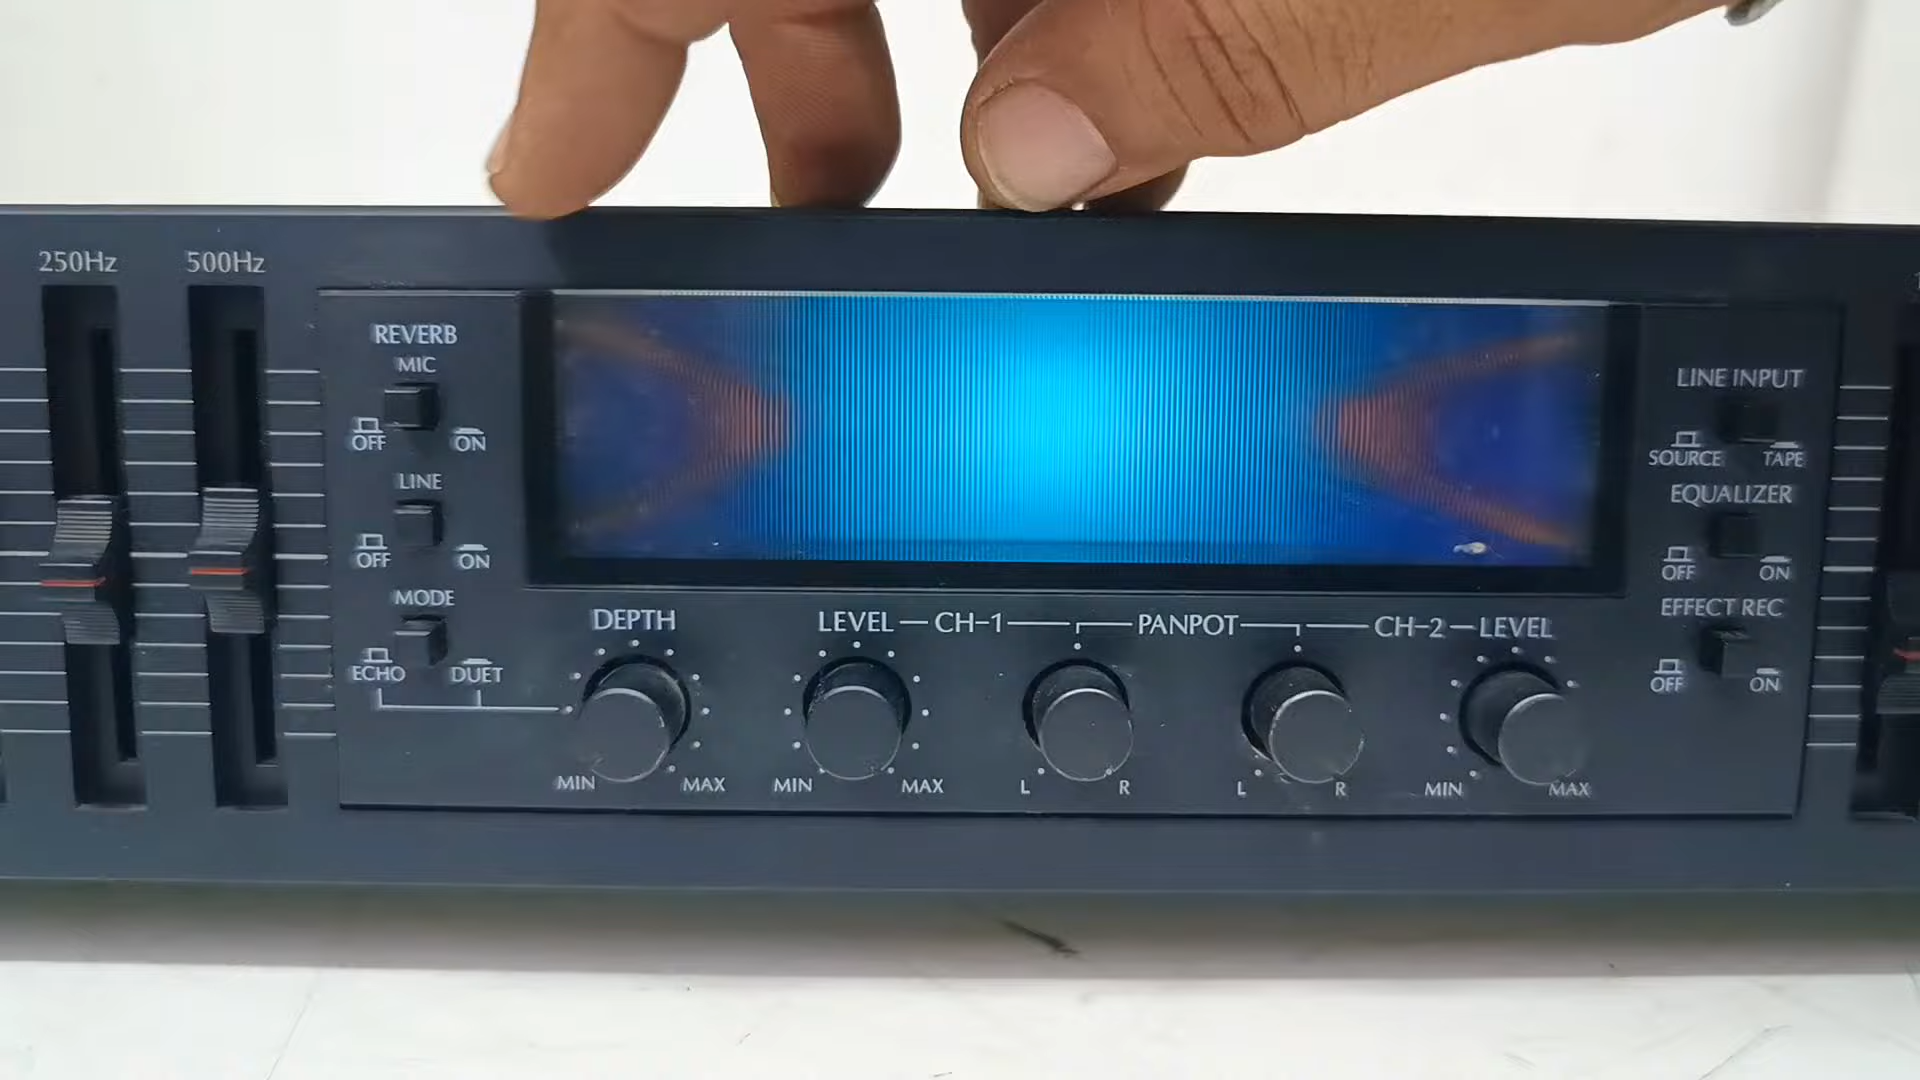 250Hz 500Hz
REVERB
MIC
OFF ON
LINE
OFF ON
MODE
ECHO DUET
DEPTH
MIN MAX
LEVEL CH-1 PANPOT CH-2 LEVEL
MIN MAX
L R
L R
MIN MAX
LINE INPUT
SOURCE TAPE
EQUALIZER
OFF ON
EFFECT REC
OFF ON